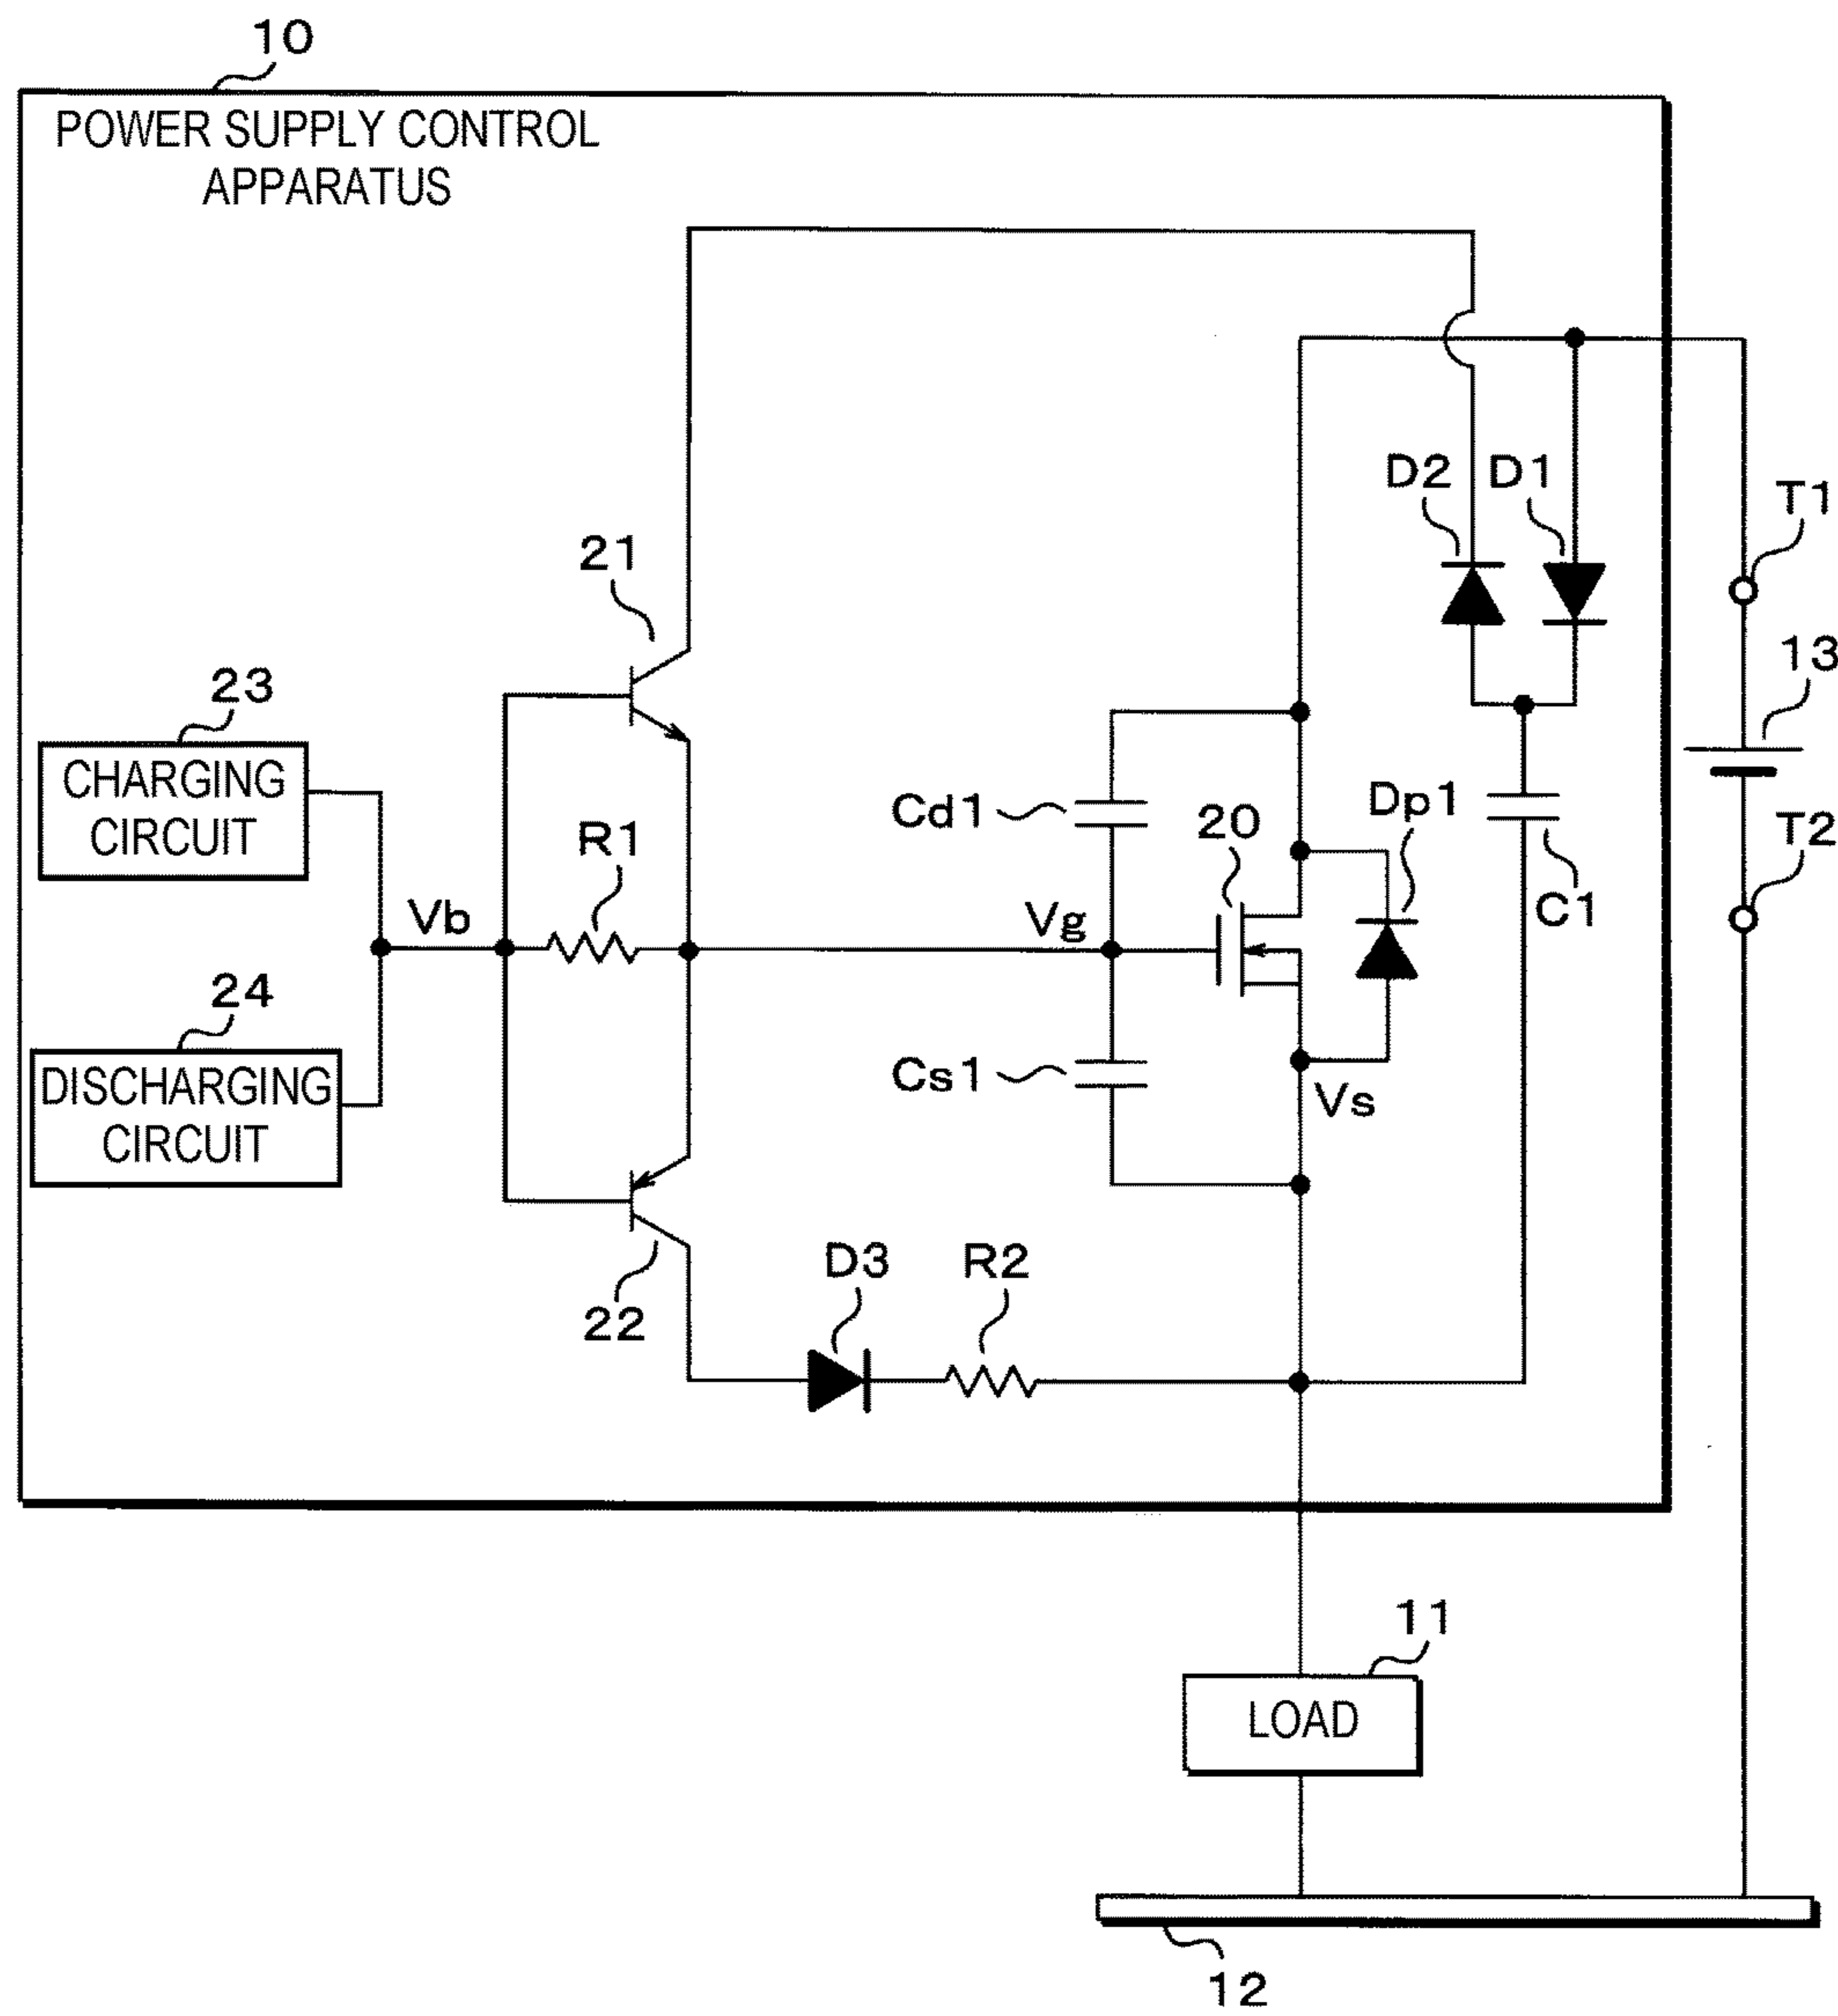 10
POWER SUPPLY CONTROL
APPARATUS
D2
D1
T1
21
13
23
CHARGING
CIRCUIT
R1
Cd1
20
Dp1
T2
C1
Vb
Vg
24
DISCHARGING
CIRCUIT
Cs1
Vs
22
D3
R2
11
LOAD
12